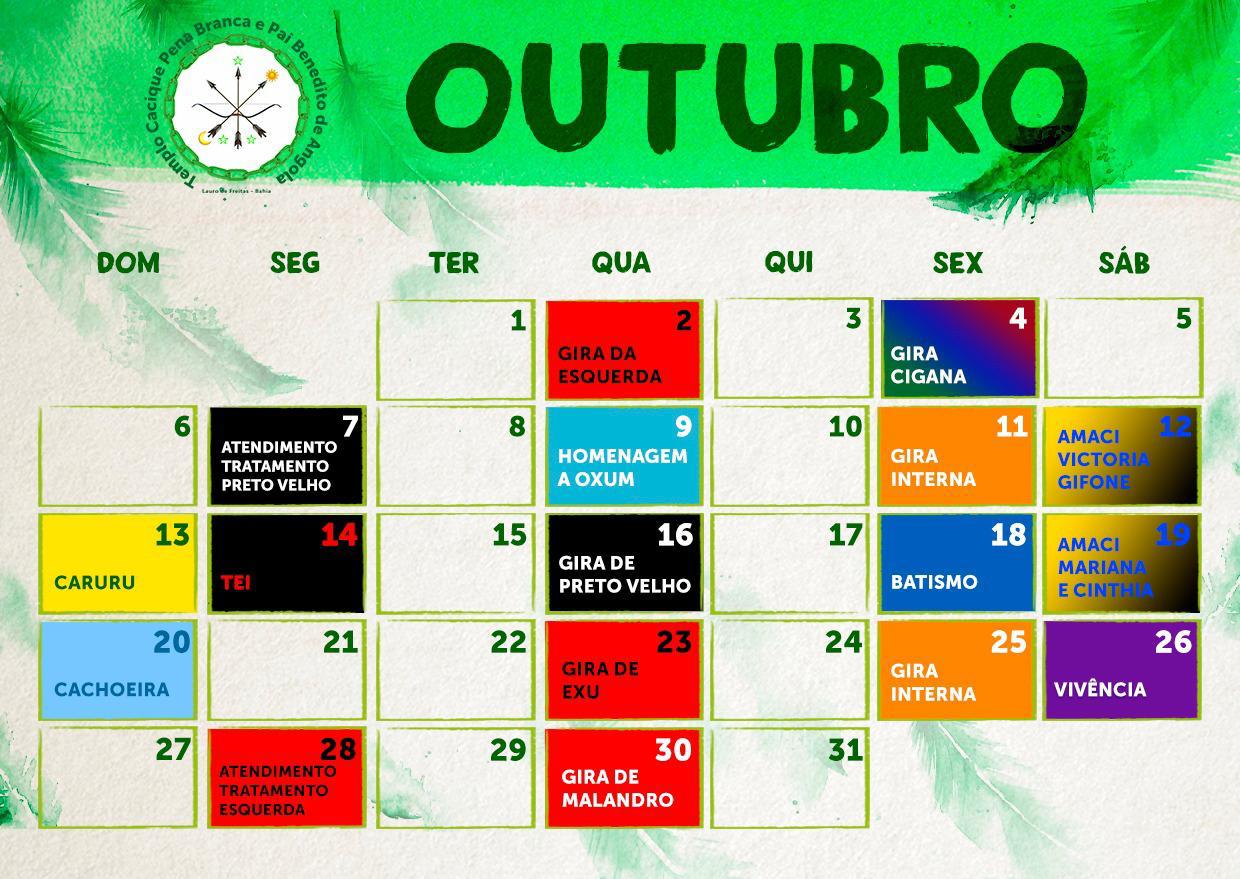 Templo Cacique Pena Branca e Pai Benedito de Angola
Lauro de Freitas - Bahia
OUTUBRO
DOM SEG TER QUA QUI SEX SÁB
1
2
GIRA DA
ESQUERDA
3
4
GIRA
CIGANA
5
6
7
ATENDIMENTO
TRATAMENTO
PRETO VELHO
8
9
HOMENAGEM
A OXUM
10
11
GIRA
INTERNA
12
AMACI
VICTORIA
GIFONE
13
CARURU
14
TEI
15
16
GIRA DE
PRETO VELHO
17
18
BATISMO
19
AMACI
MARIANA
E CINTHIA
20
CACHOEIRA
21
22
23
GIRA DE
EXU
24
25
GIRA
INTERNA
26
VIVÊNCIA
27
28
ATENDIMENTO
TRATAMENTO
ESQUERDA
29
30
GIRA DE
MALANDRO
31